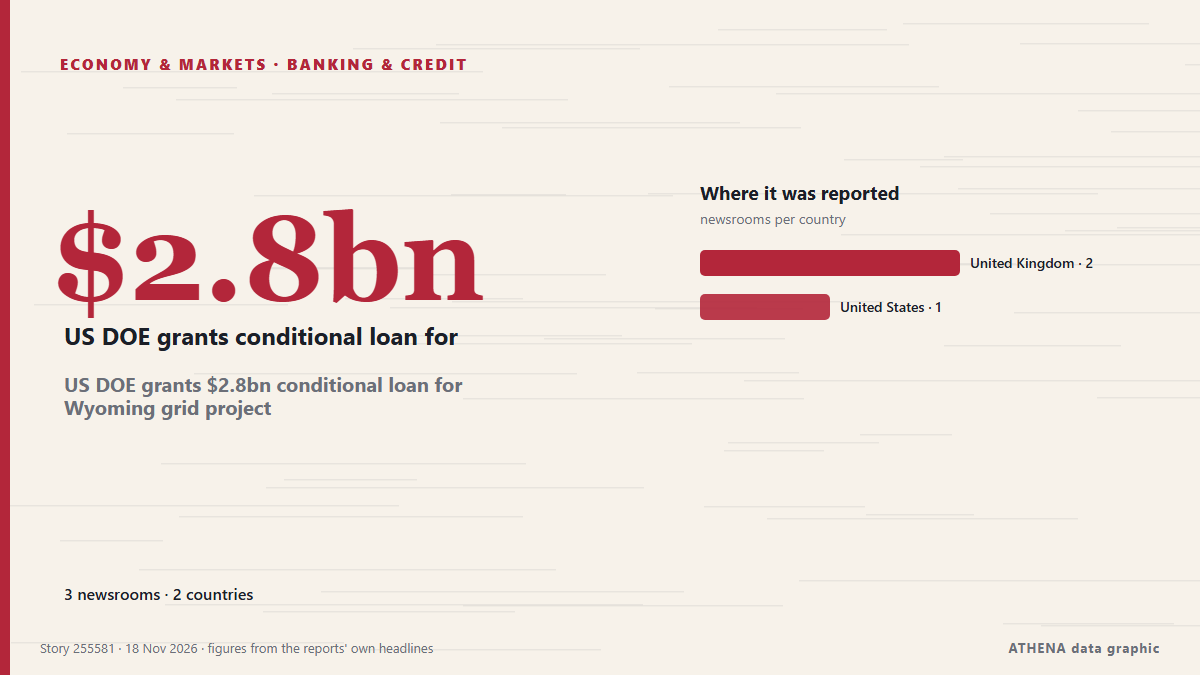 ECONOMY & MARKETS · BANKING & CREDIT
$2.8bn
US DOE grants conditional loan for
US DOE grants $2.8bn conditional loan for
Wyoming grid project
3 newsrooms · 2 countries
Where it was reported
newsrooms per country
United Kingdom · 2
United States · 1
Story 255581 · 18 Nov 2026 · figures from the reports' own headlines
ATHENA data graphic